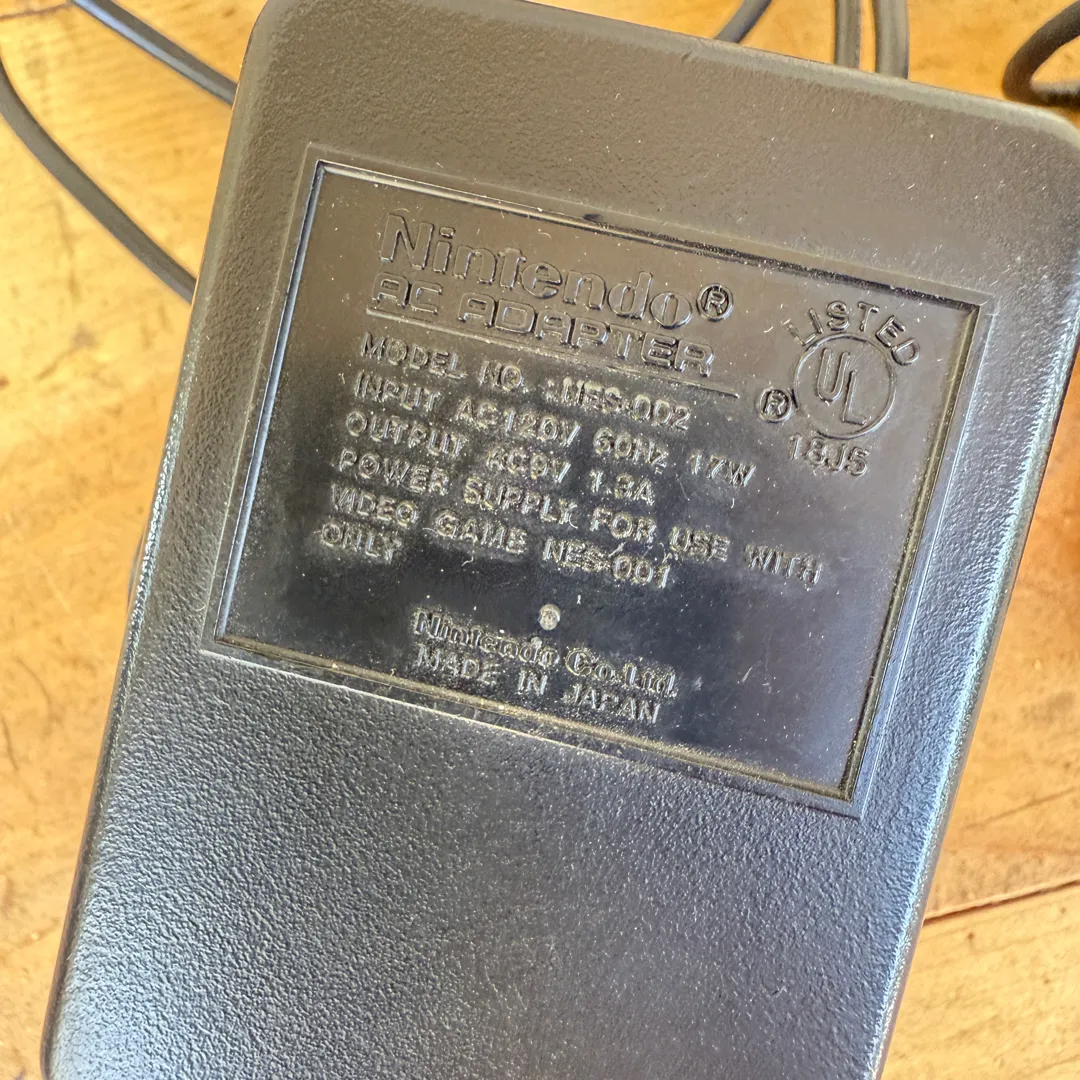 Nintendo®
AC ADAPTER
MODEL NO. :NES-002
INPUT AC120V 60Hz 17W
OUTPUT AC9V 1.3A
POWER SUPPLY FOR USE WITH
VIDEO GAME NES-001
ONLY
LISTED
UL
®
18J5
Nintendo Co.,Ltd.
MADE IN JAPAN